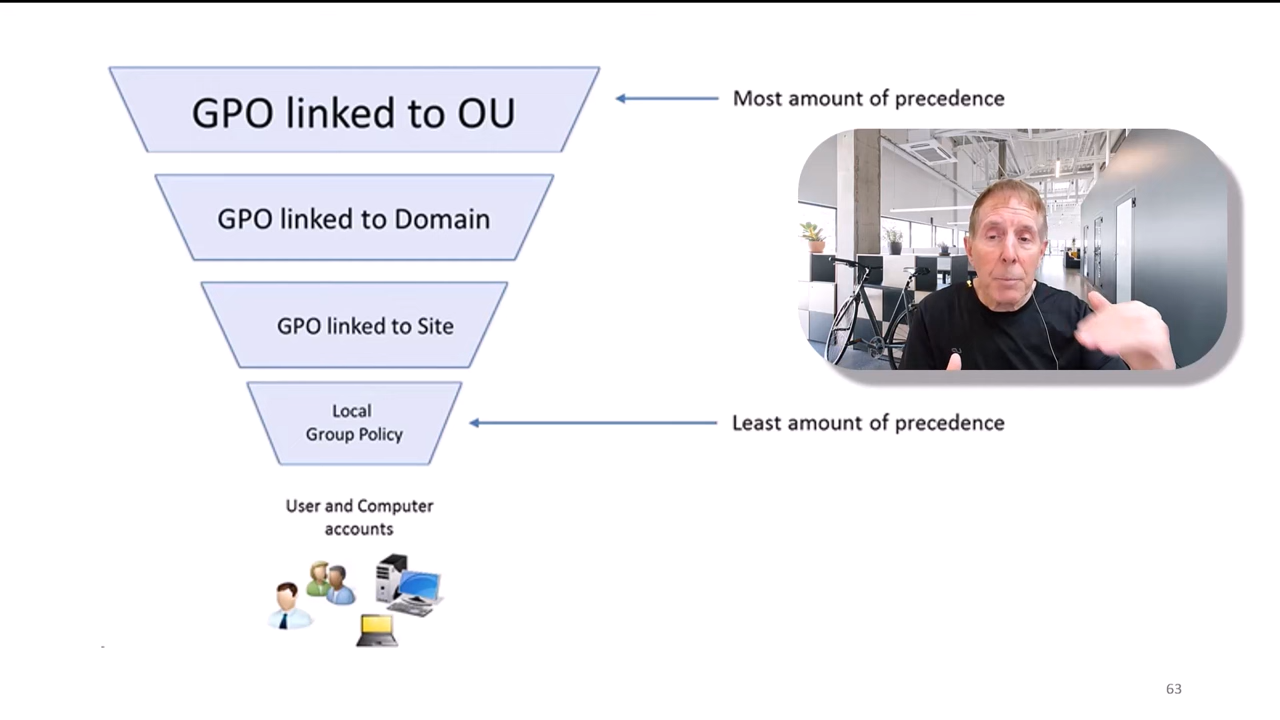 GPO linked to OU
Most amount of precedence
GPO linked to Domain
GPO linked to Site
Local
Group Policy
Least amount of precedence
User and Computer
accounts
63